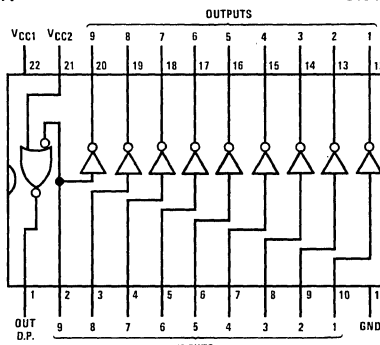 OUTPUTS
VCC1 VCC2 9 8 7 6 5 4 3 2 1
22 21 20 19 18 17 16 15 14 13
1 2 3 4 5 6 7 8 9 10
OUT D.P. 9 8 7 6 5 4 3 2 1 GND